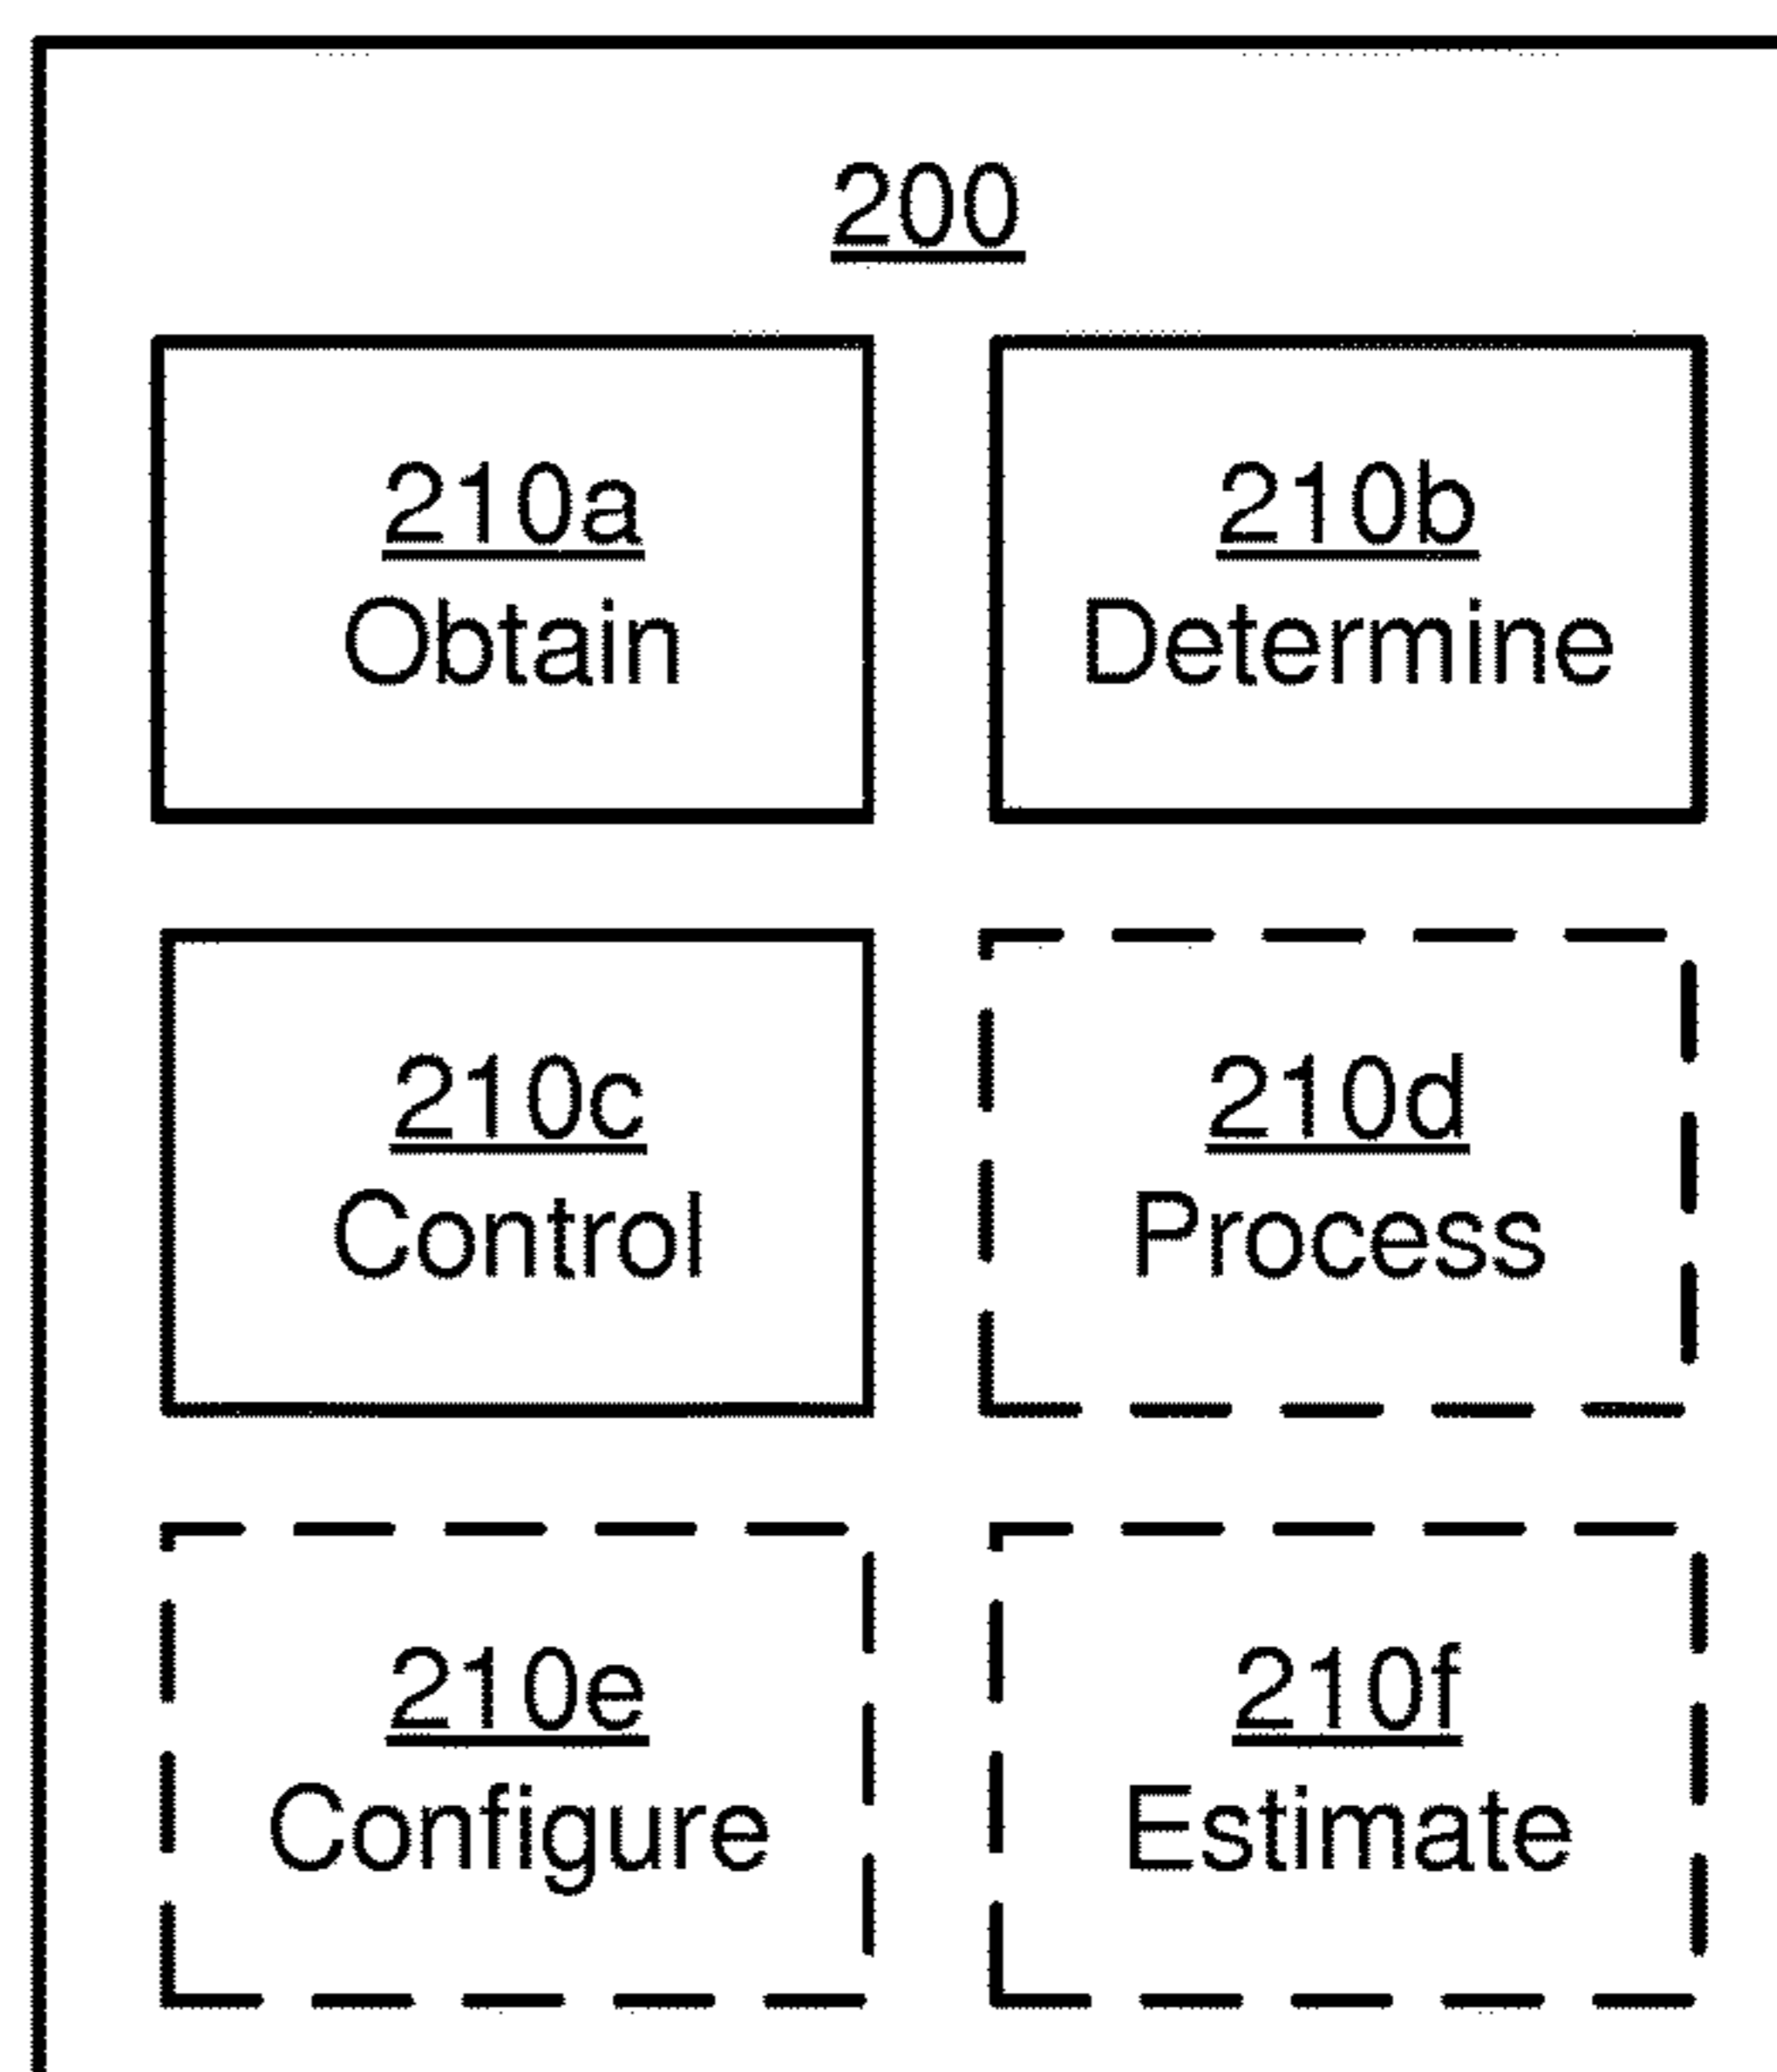 200
210a
Obtain
210b
Determine
210c
Control
210d
Process
210e
Configure
210f
Estimate